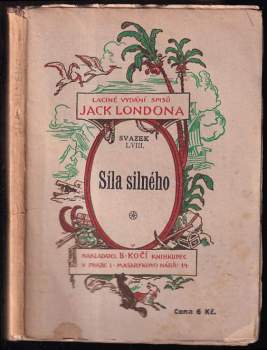 LACINÉ VYDÁNÍ SPISŮ
JACK LONDONA
SVAZEK
LVIII.
Síla silného
NAKLADATEL B. KOČÍ KNIHKUPEC
V PRAZE I. MASARYKOVO NÁBŘ. 14
Cena 6 Kč.